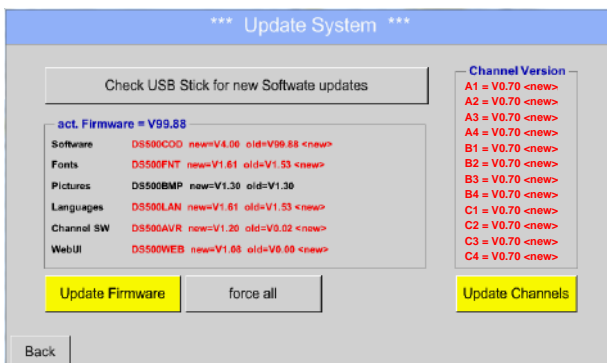 *** Update System ***
Check USB Stick for new Softwate updates
act. Firmware = V99.88
Software DS500COD new=V4.00 old=V99.88 <new>
Fonts DS500FNT new=V1.61 old=V1.53 <new>
Pictures DS500BMP new=V1.30 old=V1.30
Languages DS500LAN new=V1.61 old=V1.53 <new>
Channel SW DS500AVR new=V1.20 old=V0.02 <new>
WebUI DS500WEB new=V1.08 old=V0.00 <new>
Update Firmware
force all
Channel Version
A1 = V0.70 <new>
A2 = V0.70 <new>
A3 = V0.70 <new>
A4 = V0.70 <new>
B1 = V0.70 <new>
B2 = V0.70 <new>
B3 = V0.70 <new>
B4 = V0.70 <new>
C1 = V0.70 <new>
C2 = V0.70 <new>
C3 = V0.70 <new>
C4 = V0.70 <new>
Update Channels
Back